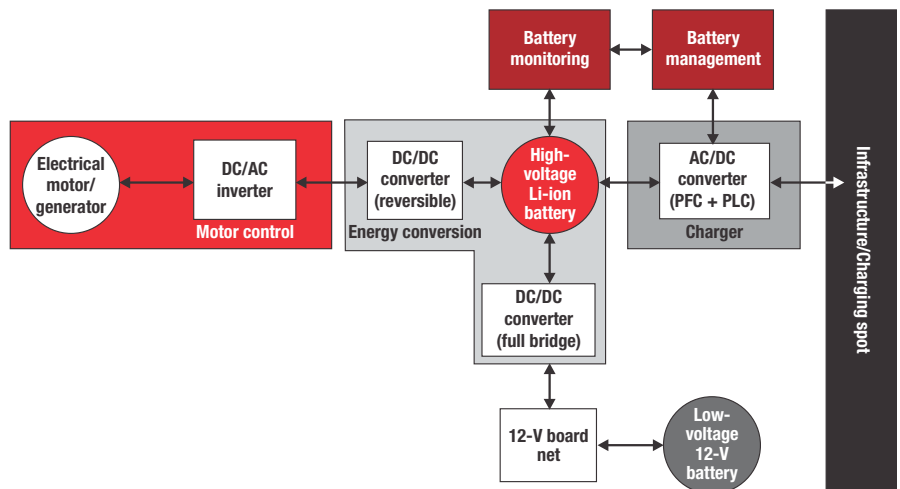 Battery
monitoring
Battery
management
Electrical
motor/
generator
DC/AC
inverter
Motor control
DC/DC
converter
(reversible)
Energy conversion
High-
voltage
Li-ion
battery
AC/DC
converter
(PFC + PLC)
Charger
Infrastructure/Charging spot
DC/DC
converter
(full bridge)
12-V board
net
Low-
voltage
12-V
battery